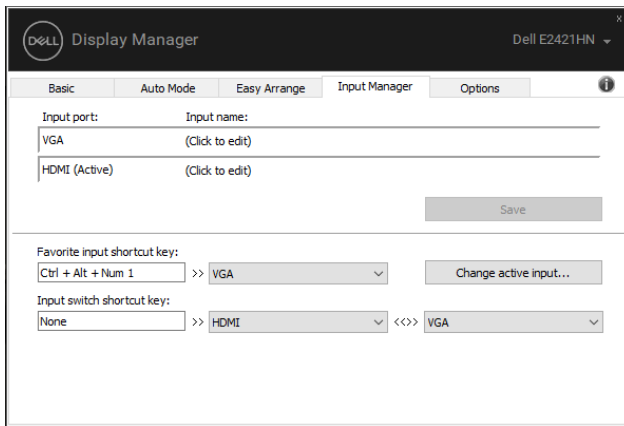 x
DELL Display Manager Dell E2421HN
Basic Auto Mode Easy Arrange Input Manager Options i
Input port: Input name:
VGA (Click to edit)
HDMI (Active) (Click to edit)
Save
Favorite input shortcut key:
Ctrl + Alt + Num 1 >> VGA Change active input...
Input switch shortcut key:
None >> HDMI <<>> VGA